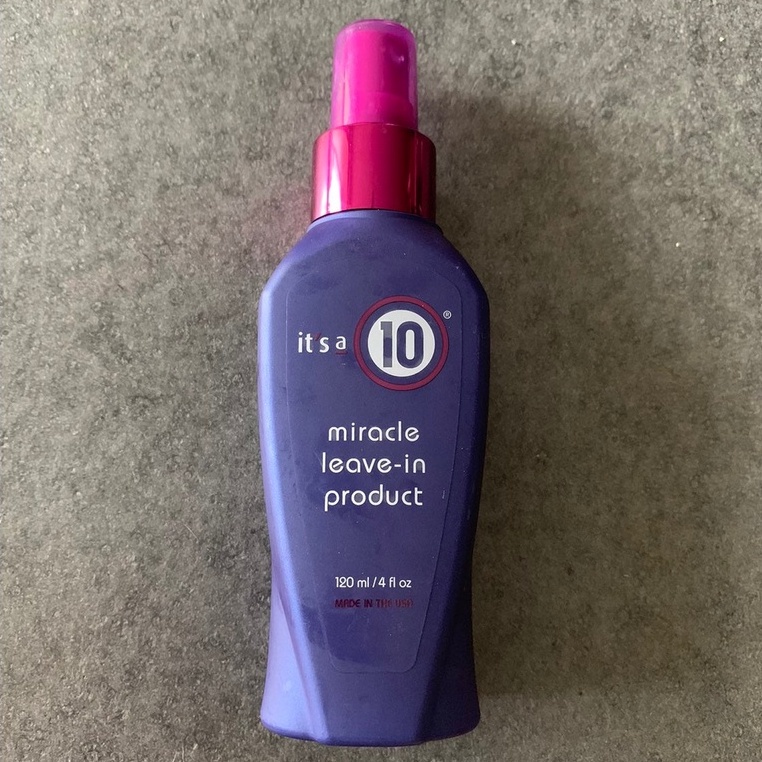 it's a 10®
miracle
leave-in
product
120 ml / 4 fl oz
MADE IN THE USA